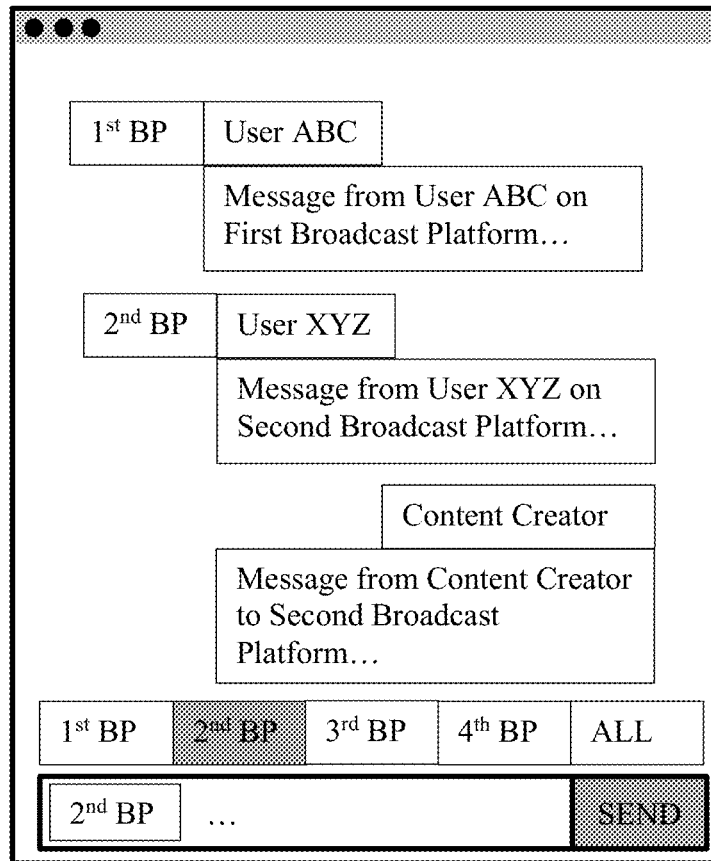 1st BP User ABC
Message from User ABC on
First Broadcast Platform…
2nd BP User XYZ
Message from User XYZ on
Second Broadcast Platform…
Content Creator
Message from Content Creator
to Second Broadcast
Platform…
1st BP 2nd BP 3rd BP 4th BP ALL
2nd BP … SEND